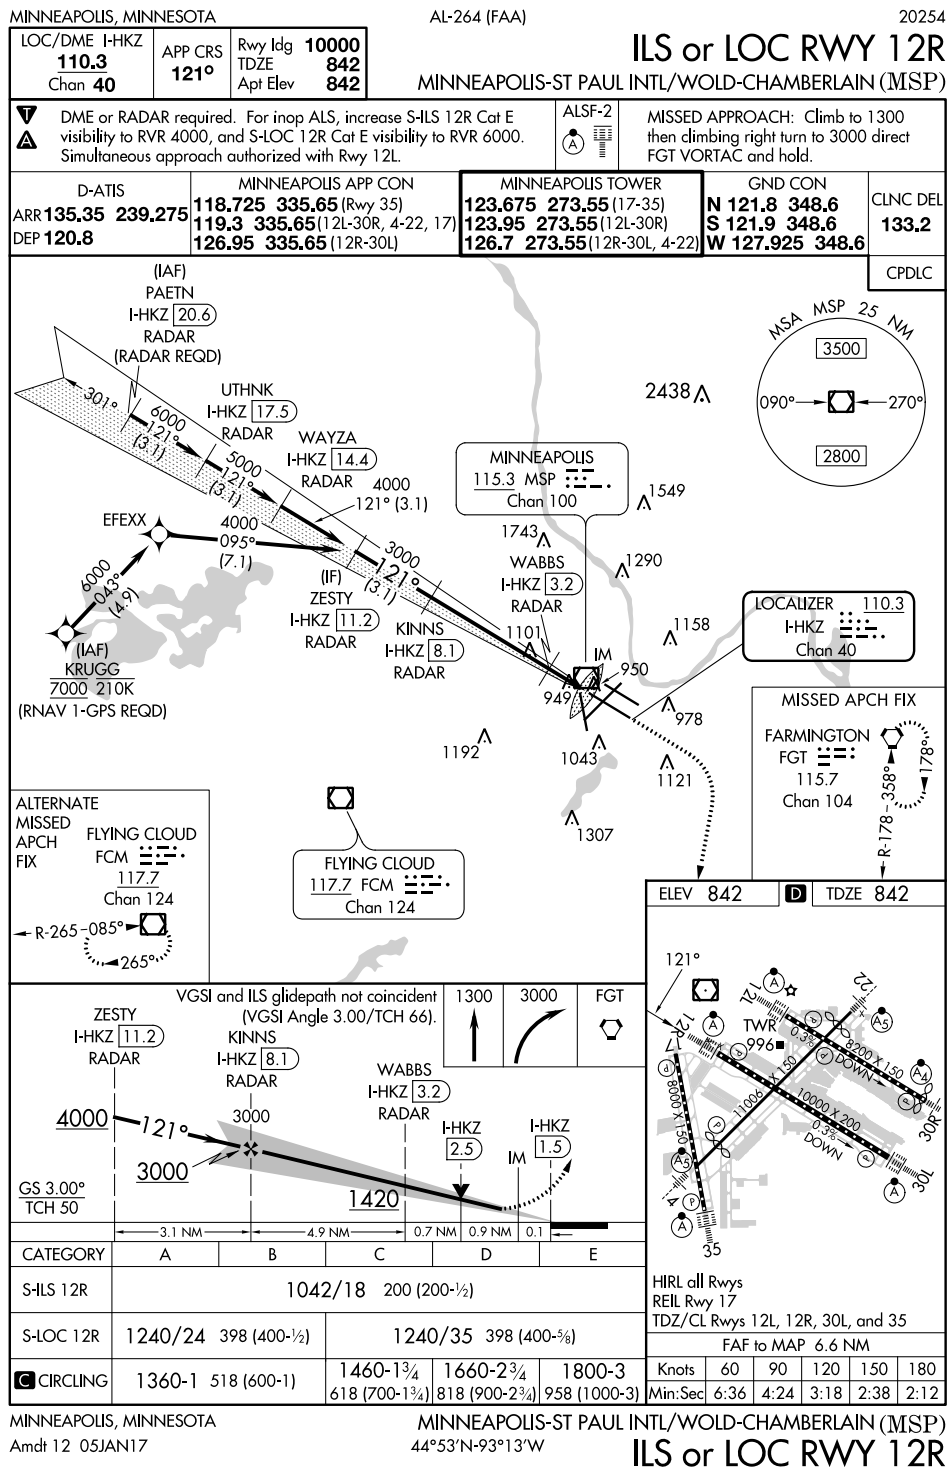 MINNEAPOLIS, MINNESOTA
AL-264 (FAA)
20254
LOC/DME I-HKZ
110.3
Chan 40
APP CRS
121°
Rwy ldg 10000
TDZE 842
Apt Elev 842
ILS or LOC RWY 12R
MINNEAPOLIS-ST PAUL INTL/WOLD-CHAMBERLAIN (MSP)
T
A
DME or RADAR required. For inop ALS, increase S-ILS 12R Cat E
visibility to RVR 4000, and S-LOC 12R Cat E visibility to RVR 6000.
Simultaneous approach authorized with Rwy 12L.
ALSF-2
A
MISSED APPROACH: Climb to 1300
then climbing right turn to 3000 direct
FGT VORTAC and hold.
D-ATIS
ARR 135.35 239.275
DEP 120.8
MINNEAPOLIS APP CON
118.725 335.65 (Rwy 35)
119.3 335.65 (12L-30R, 4-22, 17)
126.95 335.65 (12R-30L)
MINNEAPOLIS TOWER
123.675 273.55 (17-35)
123.95 273.55 (12L-30R)
126.7 273.55 (12R-30L, 4-22)
GND CON
N 121.8 348.6
S 121.9 348.6
W 127.925 348.6
CLNC DEL
133.2
CPDLC
(IAF)
PAETN
I-HKZ 20.6
RADAR
(RADAR REQD)
301°
6000
121°
(3.1)
UTHNK
I-HKZ 17.5
RADAR
5000
121°
(3.1)
WAYZA
I-HKZ 14.4
RADAR
4000
121° (3.1)
EFEXX
4000
095°
(7.1)
6000
043°
(4.9)
(IAF)
KRUGG
7000 210K
(RNAV 1-GPS REQD)
(IF)
ZESTY
I-HKZ 11.2
RADAR
3000
121°
(3.1)
KINNS
I-HKZ 8.1
RADAR
MINNEAPOLIS
115.3 MSP
Chan 100
WABBS
I-HKZ 3.2
RADAR
MSA MSP 25 NM
3500
090°
270°
2800
2438
1549
1743
1290
1158
1101
IM
950
949
978
1192
1043
1121
1307
LOCALIZER 110.3
I-HKZ
Chan 40
MISSED APCH FIX
FARMINGTON
FGT
115.7
Chan 104
R-178
358°
178°
ALTERNATE
MISSED
APCH
FIX
FLYING CLOUD
FCM
117.7
Chan 124
R-265
085°
265°
FLYING CLOUD
117.7 FCM
Chan 124
ELEV 842
D
TDZE 842
121°
12L
22
12R
17
TWR
996
A
A
A5
A4
P
0.3%
DOWN
8200 X 150
11006 X 150
8000 X 150
10000 X 200
0.3%
DOWN
30R
30L
A
A5
4
A
35
HIRL all Rwys
REIL Rwy 17
TDZ/CL Rwys 12L, 12R, 30L, and 35
FAF to MAP 6.6 NM
Knots 60 90 120 150 180
Min:Sec 6:36 4:24 3:18 2:38 2:12
VGSI and ILS glidepath not coincident
(VGSI Angle 3.00/TCH 66).
1300
3000
FGT
ZESTY
I-HKZ 11.2
RADAR
KINNS
I-HKZ 8.1
RADAR
WABBS
I-HKZ 3.2
RADAR
I-HKZ
2.5
IM
I-HKZ
1.5
4000
121°
3000
3000
1420
GS 3.00°
TCH 50
3.1 NM
4.9 NM
0.7 NM
0.9 NM
0.1
CATEGORY A B C D E
S-ILS 12R 1042/18 200 (200-½)
S-LOC 12R 1240/24 398 (400-½) 1240/35 398 (400-⅝)
C CIRCLING 1360-1 518 (600-1) 1460-1¾ 618 (700-1¾) 1660-2¾ 818 (900-2¾) 1800-3 958 (1000-3)
MINNEAPOLIS, MINNESOTA
Amdt 12 05JAN17
44°53'N-93°13'W
MINNEAPOLIS-ST PAUL INTL/WOLD-CHAMBERLAIN (MSP)
ILS or LOC RWY 12R